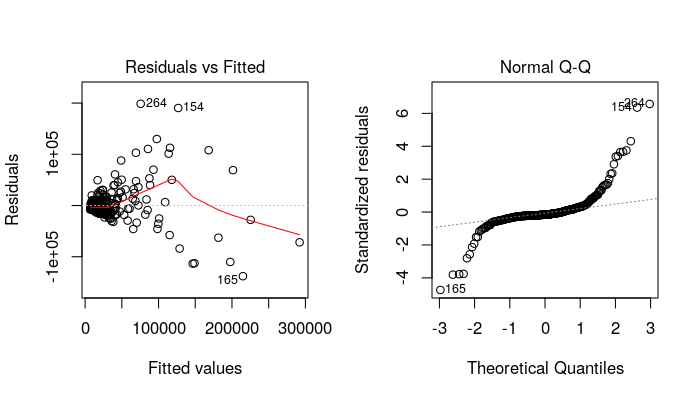 Residuals vs Fitted
Residuals
1e+05
-1e+05
264
154
165
0
100000
200000
300000
Fitted values
Normal Q-Q
Standardized residuals
6
4
2
0
-2
-4
264
154
165
-3
-2
-1
0
1
2
3
Theoretical Quantiles